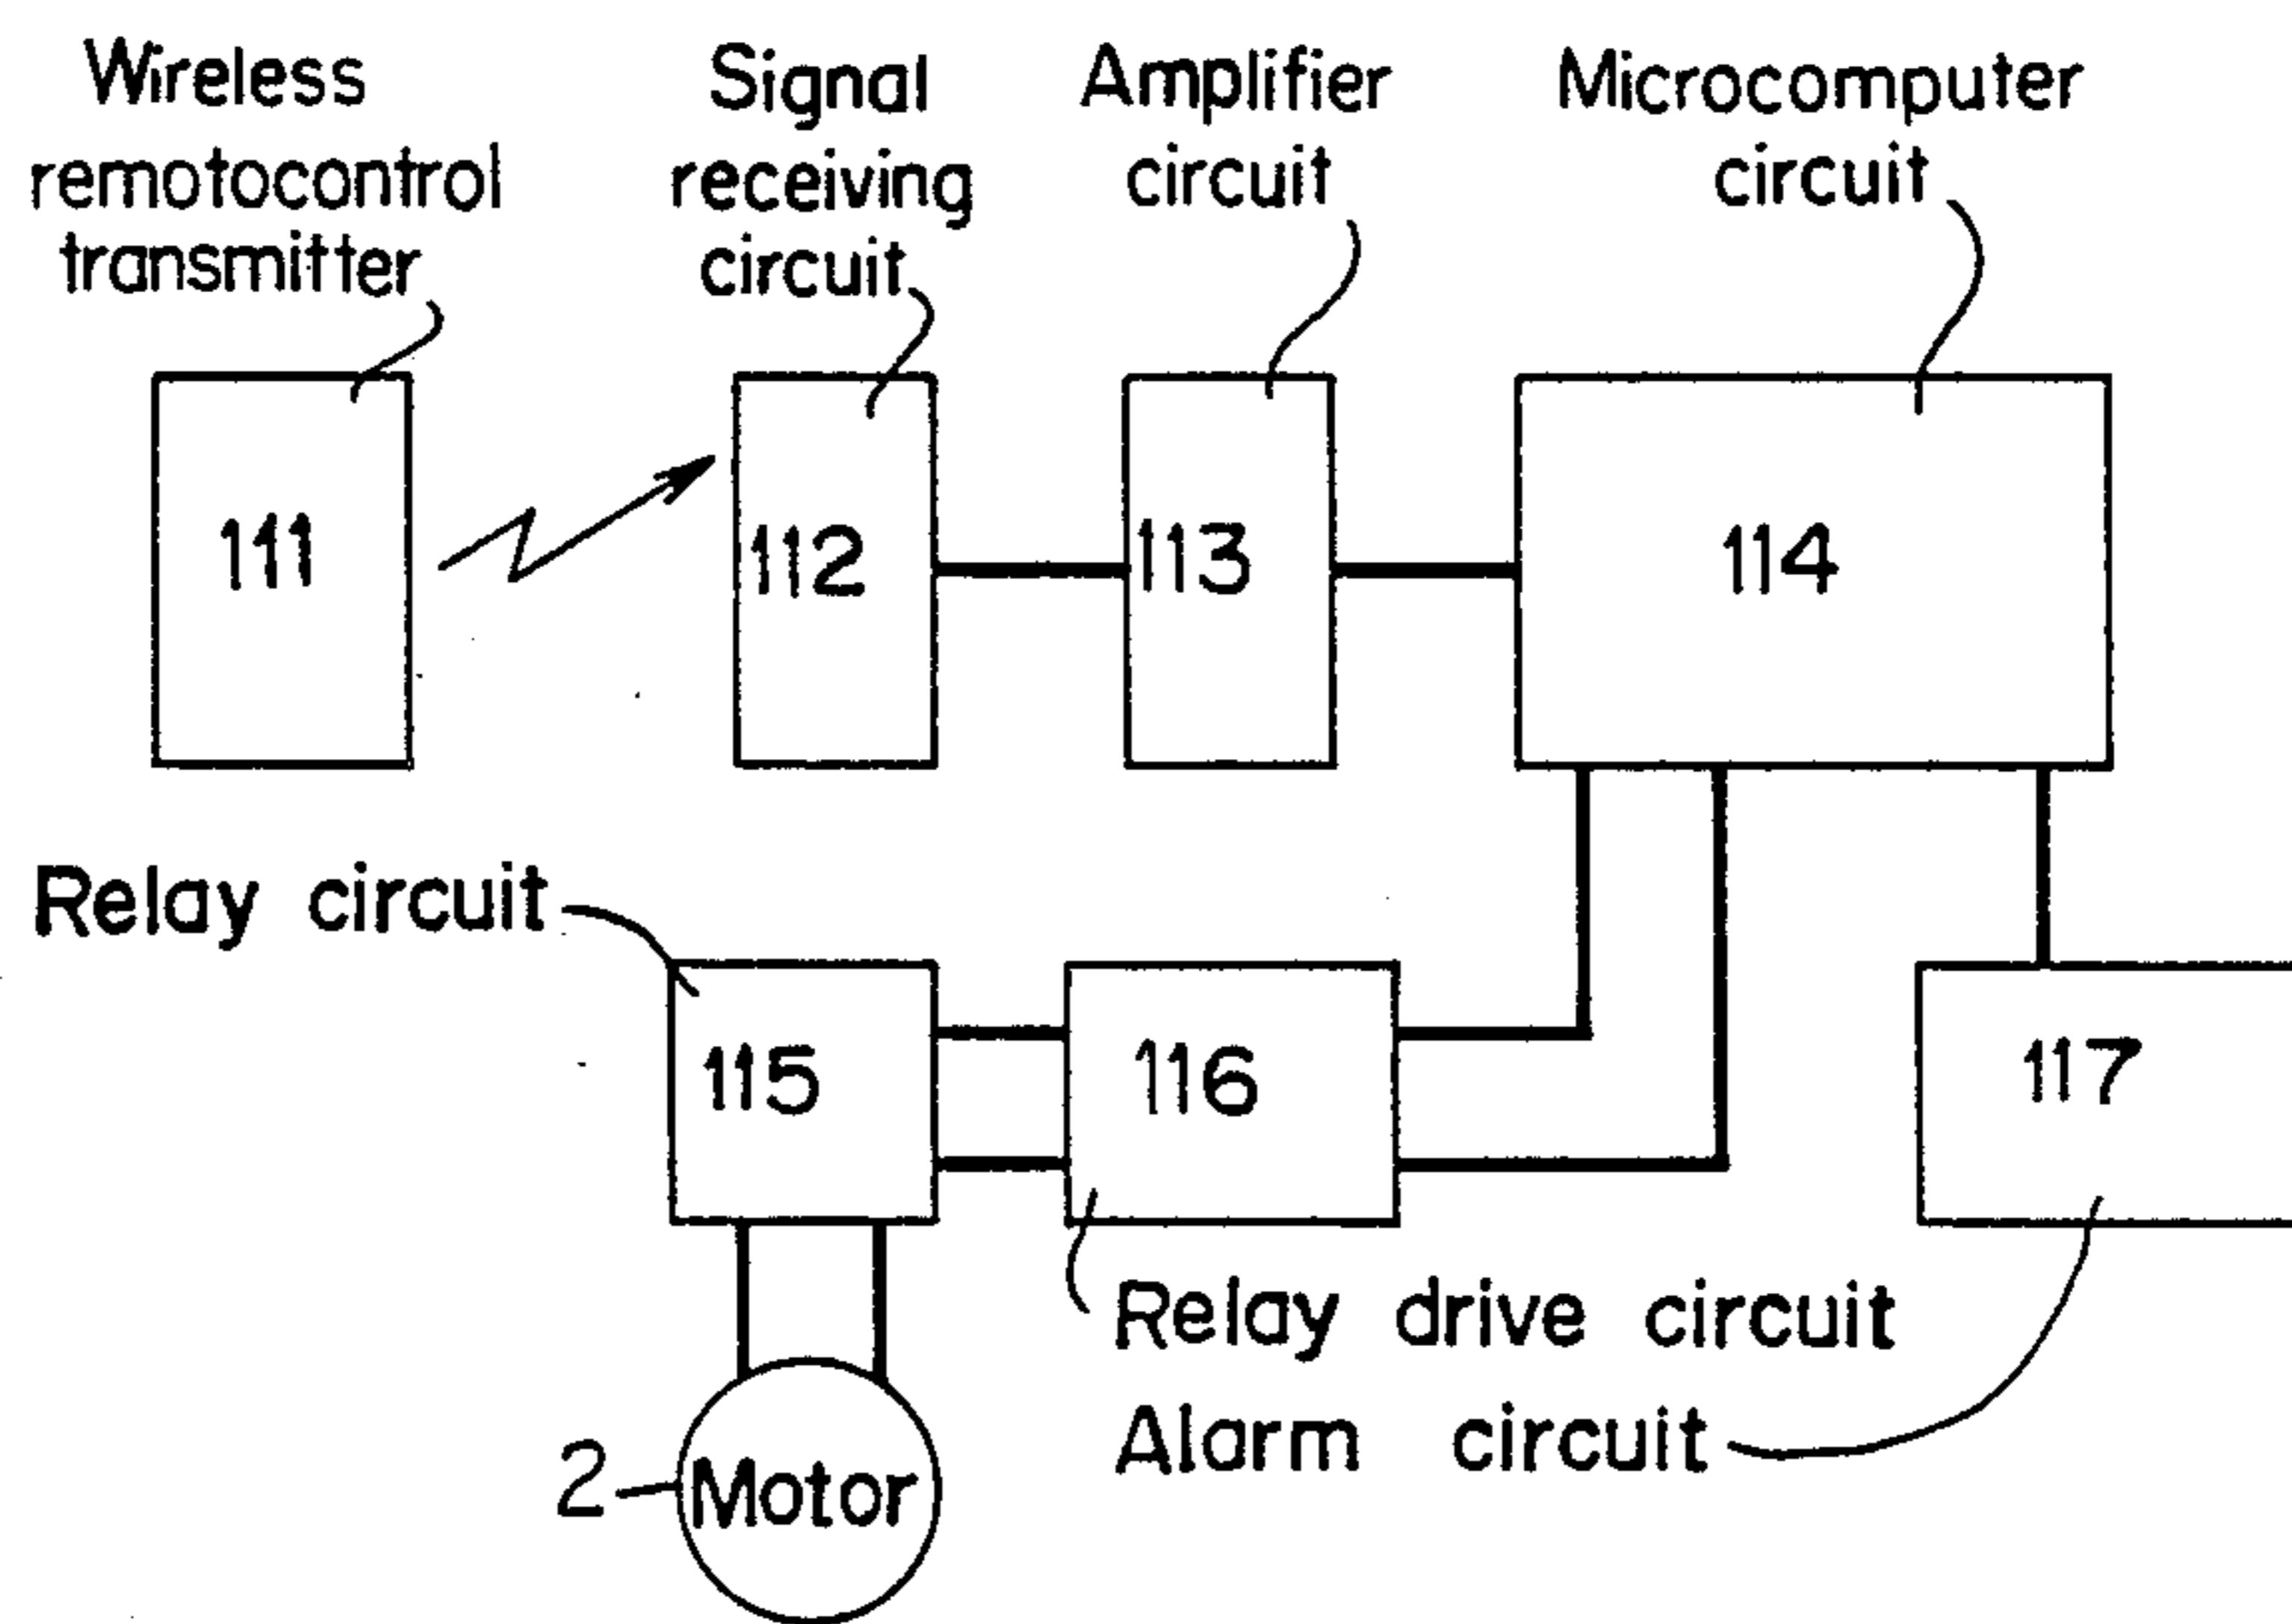 Wireless
remotocontrol
transmitter
Signal
receiving
circuit
Amplifier
circuit
Microcomputer
circuit
111
112
113
114
Relay circuit
115
116
117
Relay drive circuit
Alarm circuit
2
Motor